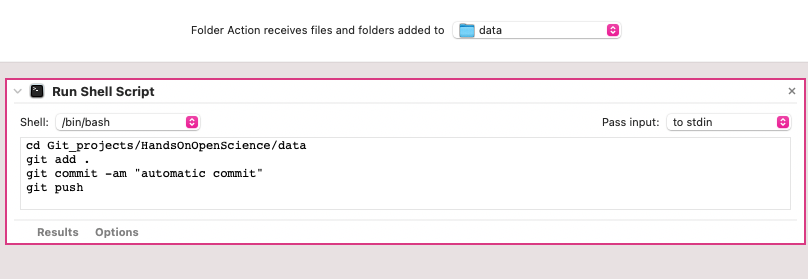 Folder Action receives files and folders added to data
Run Shell Script
Shell: /bin/bash Pass input: to stdin
cd Git_projects/HandsOnOpenScience/data
git add .
git commit -am "automatic commit"
git push
Results Options